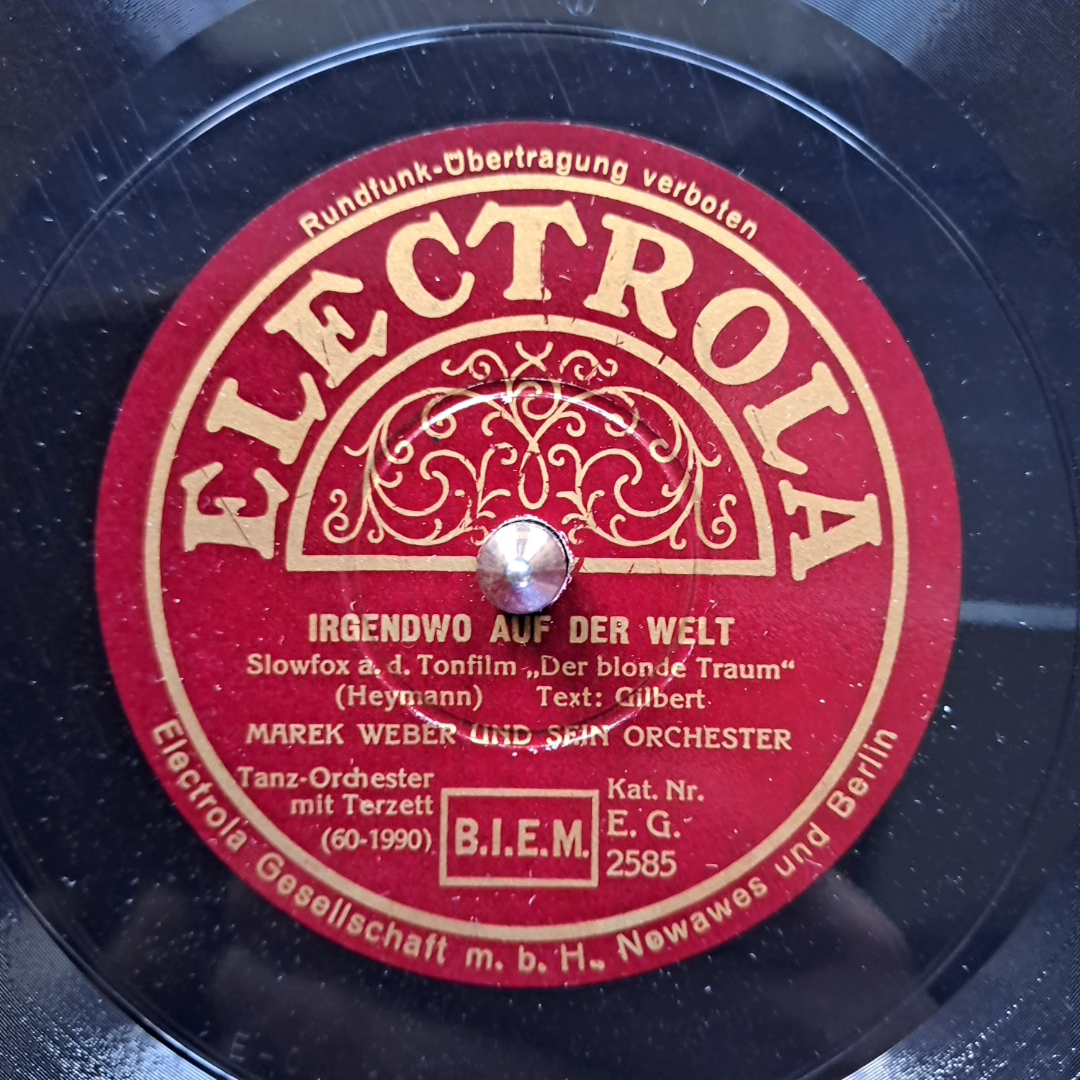 Rundfunk-Übertragung verboten
ELECTROLA
IRGENDWO AUF DER WELT
Slowfox a. d. Tonfilm „Der blonde Traum“
(Heymann) Text: Gilbert
MAREK WEBER UND SEIN ORCHESTER
Tanz-Orchester
mit Terzett
(60-1990)
B.I.E.M.
Kat. Nr.
E. G.
2585
Electrola Gesellschaft m. b. H., Nowawes und Berlin